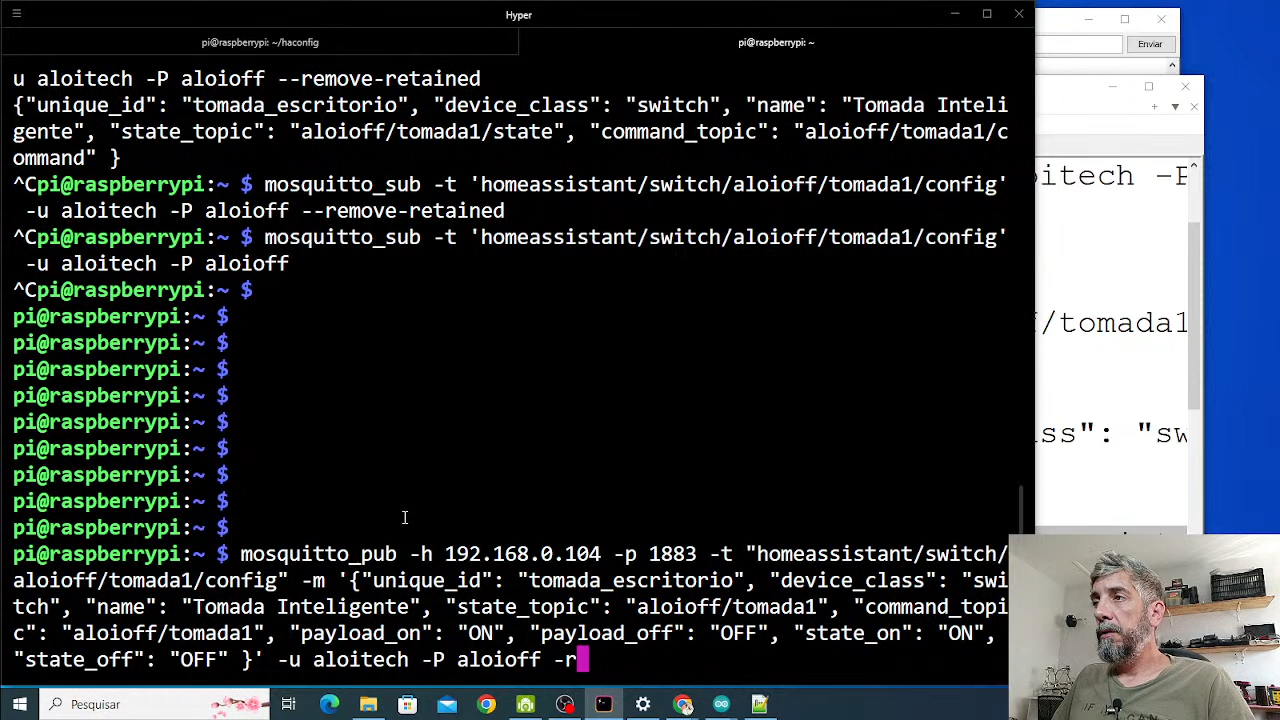 Hyper
pi@raspberrypi: ~/haconfig
pi@raspberrypi: ~
Enviar
u aloitech -P aloioff --remove-retained
{"unique_id": "tomada_escritorio", "device_class": "switch", "name": "Tomada Inteli
gente", "state_topic": "aloioff/tomada1/state", "command_topic": "aloioff/tomada1/c
ommand" }
^Cpi@raspberrypi:~ $ mosquitto_sub -t 'homeassistant/switch/aloioff/tomada1/config'
-u aloitech -P aloioff --remove-retained
^Cpi@raspberrypi:~ $ mosquitto_sub -t 'homeassistant/switch/aloioff/tomada1/config'
-u aloitech -P aloioff
^Cpi@raspberrypi:~ $
pi@raspberrypi:~ $
pi@raspberrypi:~ $
pi@raspberrypi:~ $
pi@raspberrypi:~ $
pi@raspberrypi:~ $
pi@raspberrypi:~ $
pi@raspberrypi:~ $
pi@raspberrypi:~ $
pi@raspberrypi:~ $
pi@raspberrypi:~ $ mosquitto_pub -h 192.168.0.104 -p 1883 -t "homeassistant/switch/
aloioff/tomada1/config" -m '{"unique_id": "tomada_escritorio", "device_class": "swi
tch", "name": "Tomada Inteligente", "state_topic": "aloioff/tomada1", "command_topi
c": "aloioff/tomada1", "payload_on": "ON", "payload_off": "OFF", "state_on": "ON",
"state_off": "OFF" }' -u aloitech -P aloioff -r
oitech -P
f/tomada1
ss": "sw
Pesquisar